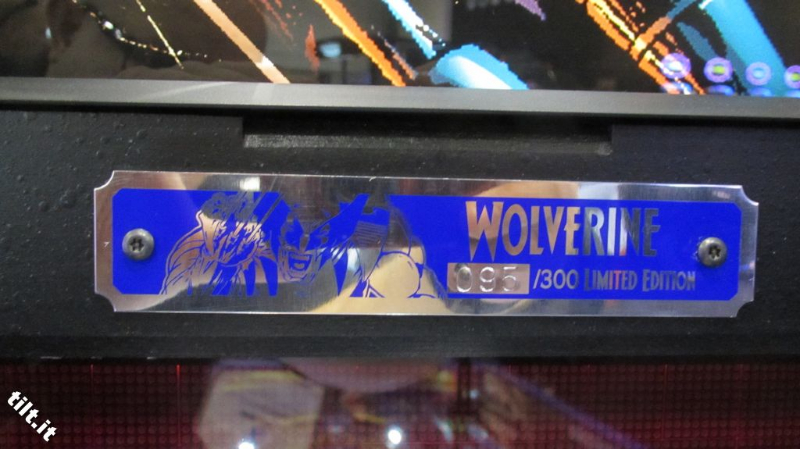 WOLVERINE
095 /300 LIMITED EDITION
tilt.it